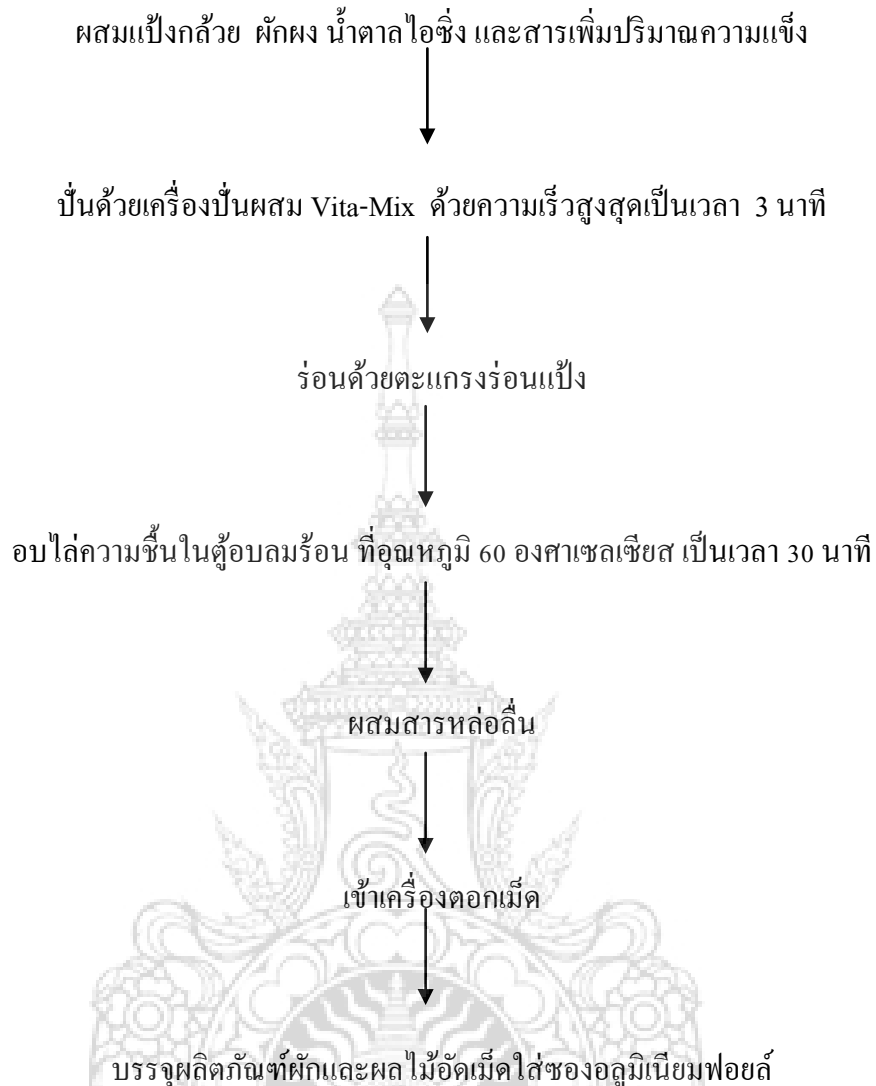 ผสมแป้งกล้วย ผักผง น้ำตาลไอซิ่ง และสารเพิ่มปริมาณความแข็ง
ปั่นด้วยเครื่องปั่นผสม Vita-Mix ด้วยความเร็วสูงสุดเป็นเวลา 3 นาที
ร่อนด้วยตะแกรงร่อนแป้ง
อบไล่ความชื้นในตู้อบลมร้อน ที่อุณหภูมิ 60 องศาเซลเซียส เป็นเวลา 30 นาที
ผสมสารหล่อลื่น
เข้าเครื่องตอกเม็ด
บรรจุผลิตภัณฑ์ผักและผลไม้อัดเม็ดใส่ซองอลูมิเนียมฟอยล์